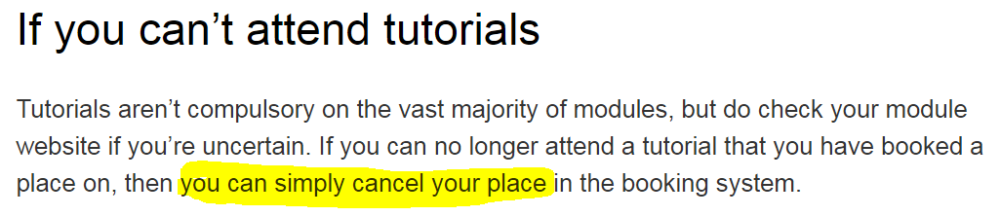 If you can’t attend tutorials
Tutorials aren’t compulsory on the vast majority of modules, but do check your module
website if you’re uncertain. If you can no longer attend a tutorial that you have booked a
place on, then you can simply cancel your place in the booking system.